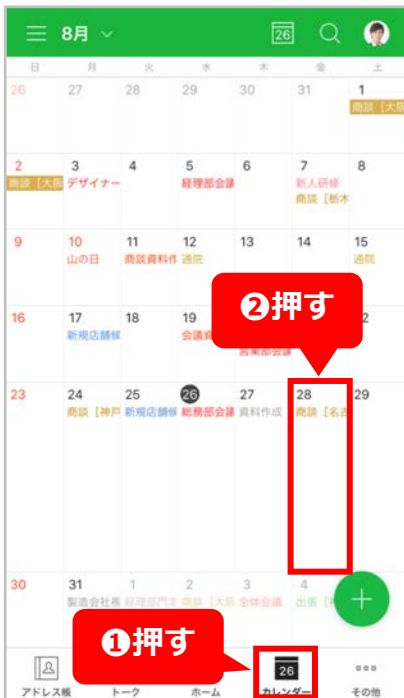 8月
26
日 月 火 水 木 金 土
26 27 28 29 30 31 1
商談［大阪
2 3 4 5 6 7 8
商談［大阪 デザイナー 経理部会議 新人研修
商談［栃木
9 10 11 12 13 14 15
山の日 商談資料作 通院 通院
❷押す
16 17 18 19 2
新規店舗候 会議資
営業部会議
23 24 25 26 27 28 29
商談［神戸 新規店舗候 総務部会議 資料作成 商談［名古
30 31 1 2 3 4
製造会社長 経理部門定 商談［大阪 全体会議 出張
❶押す
26
アドレス帳 トーク ホーム カレンダー その他